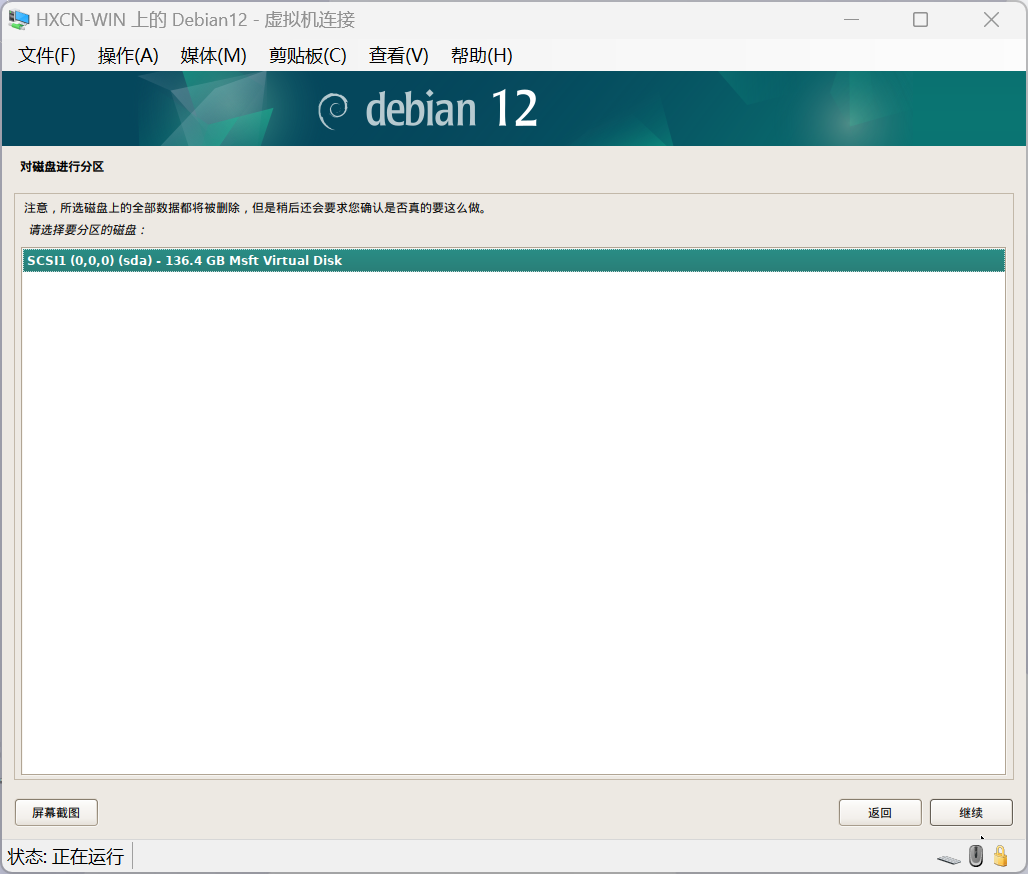 HXCN-WIN 上的 Debian12 - 虚拟机连接
文件(F) 操作(A) 媒体(M) 剪贴板(C) 查看(V) 帮助(H)
debian 12
对磁盘进行分区
注意，所选磁盘上的全部数据都将被删除，但是稍后还会要求您确认是否真的要这么做。
请选择要分区的磁盘：
SCSI1 (0,0,0) (sda) - 136.4 GB Msft Virtual Disk
屏幕截图 返回 继续
状态: 正在运行